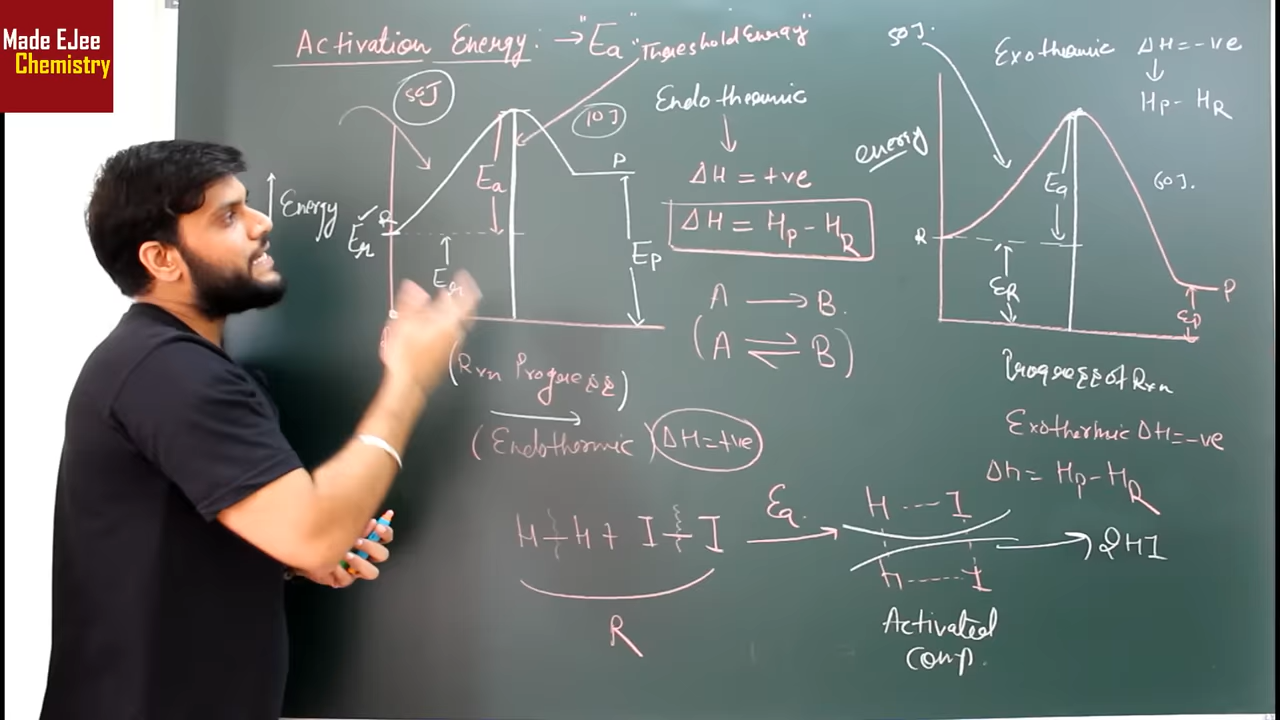 Made EJee
Chemistry
Activation Energy: → "Ea" "Threshold Energy"
50J
10J
Endothermic
ΔH = +ve
ΔH = Hp - HR
A → B.
(A ⇌ B)
Energy
Er
R
Ea
Er
P
Ep
(Rxn Progress)
(Endothermic) ΔH=+ve
50J.
Exothermic ΔH = -ve
Hp - HR
energy
R
Ea
ER
60J.
P
Ep
Progress of Rxn
Exothermic ΔH=-ve
Δh = Hp - HR
H-H + I-I
Ea
H---I
H-----I
2HI
R
Activated
Comp.